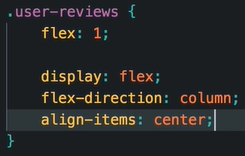 .user-reviews {
    flex: 1;

    display: flex;
    flex-direction: column;
    align-items: center;
}